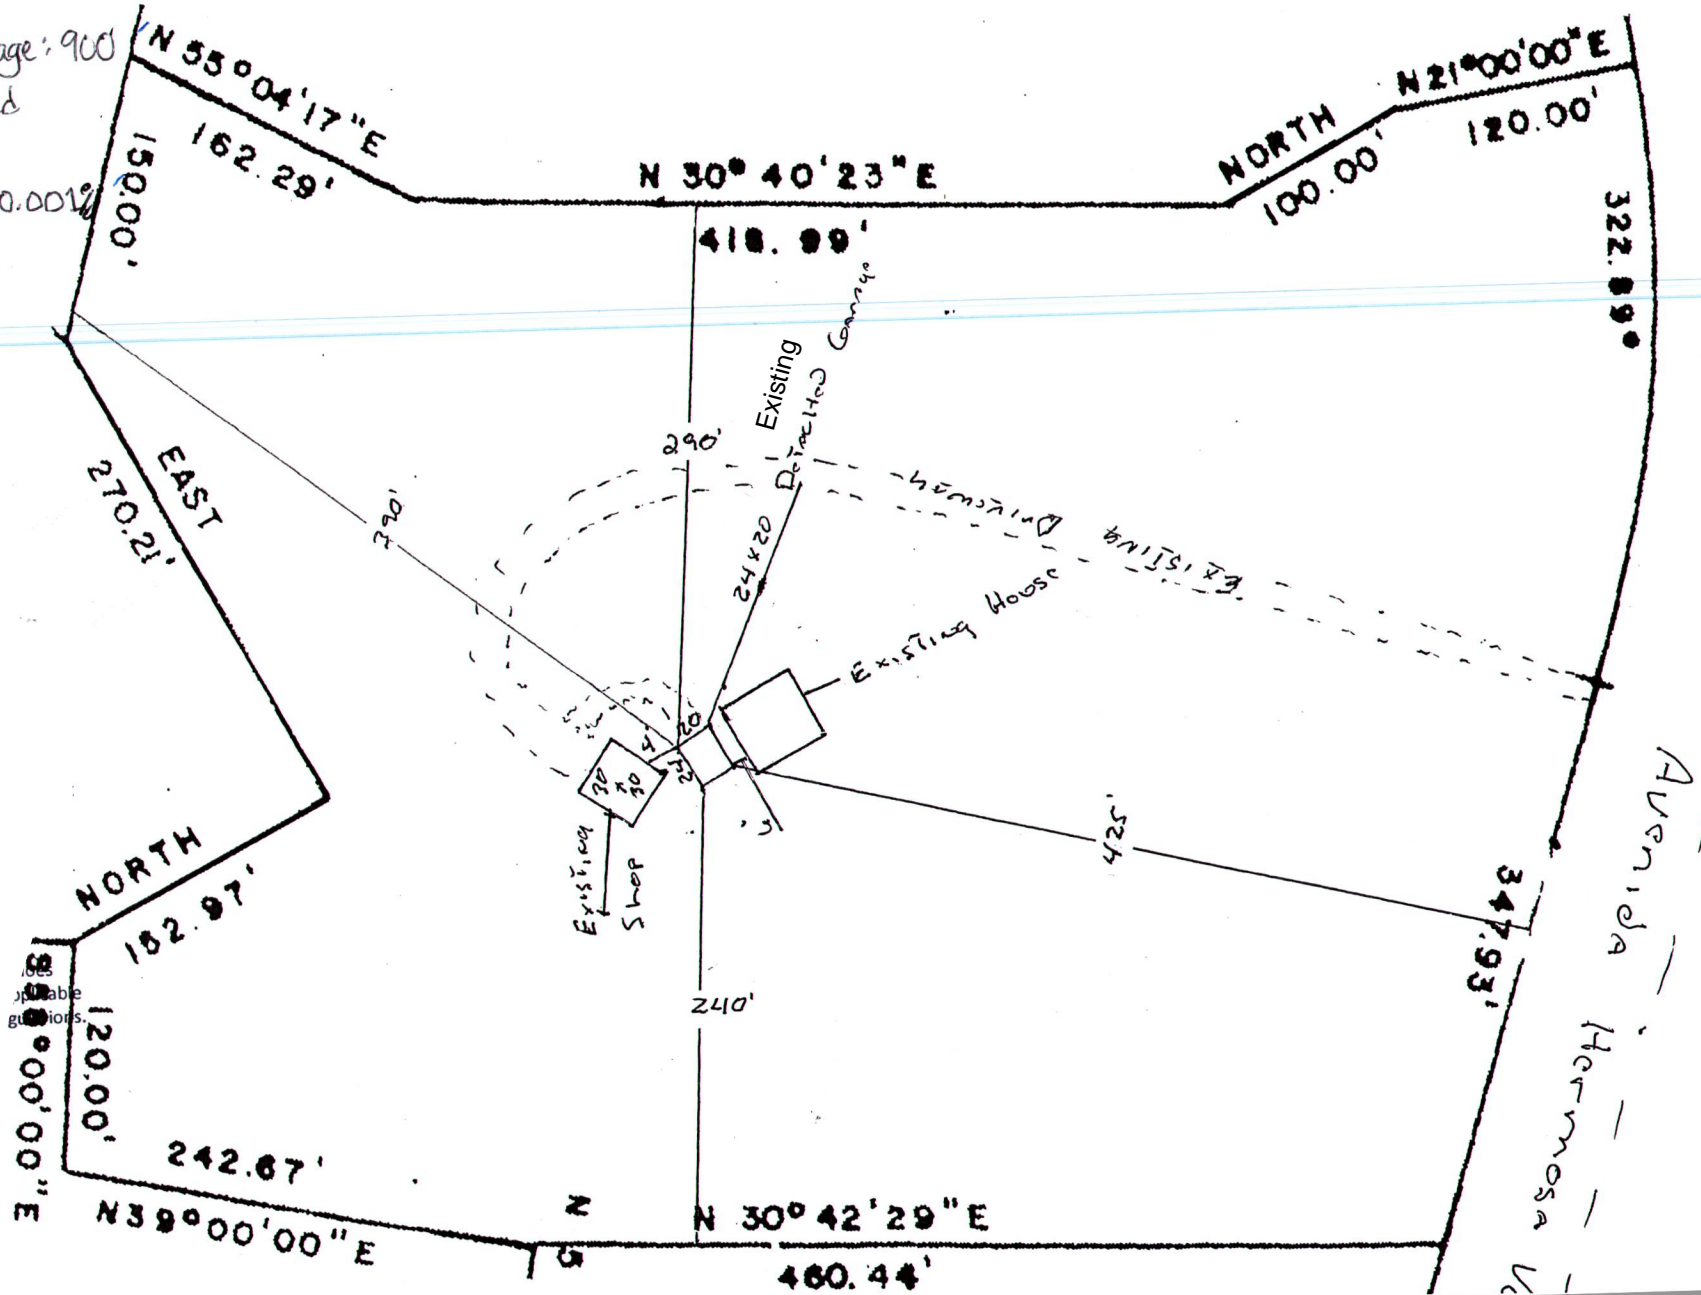 age: 900
d
0.001%
N 55°04'17"E
162.29'
150.00'
N 30° 40'23"E
418.99'
NORTH
100.00'
N21°00'00"E
120.00'
322.89'
Existing
Detached Garage
290'
24x20
Existing Driveway
Existing House
390'
EAST
270.21'
20'
4'
24'
30
x
30
Existing
Shop
425'
347.93'
Avenida Hermosa
NORTH
152.97'
240'
00'00"E
120.00'
242.67'
N39°00'00"E
N 30°42'29"E
460.44'